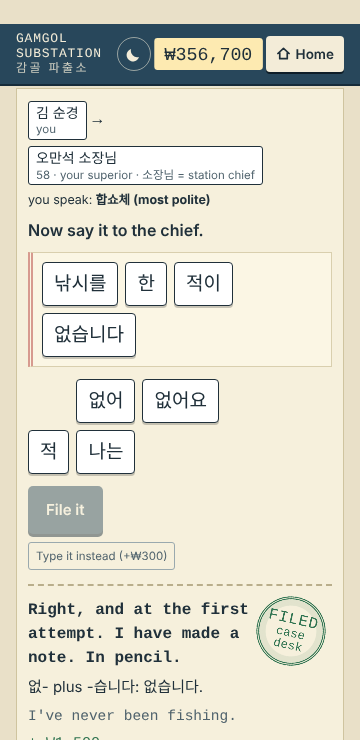 GAMGOL
SUBSTATION
감골 파출소
₩356,700
Home
김 순경
you
→
오만석 소장님
58 · your superior · 소장님 = station chief
you speak: 합쇼체 (most polite)
Now say it to the chief.
낚시를 한 적이
없습니다
없어 없어요
적 나는
File it
Type it instead (+₩300)
Right, and at the first
attempt. I have made a
note. In pencil.
FILED
case
desk
없- plus -습니다: 없습니다.
I've never been fishing.